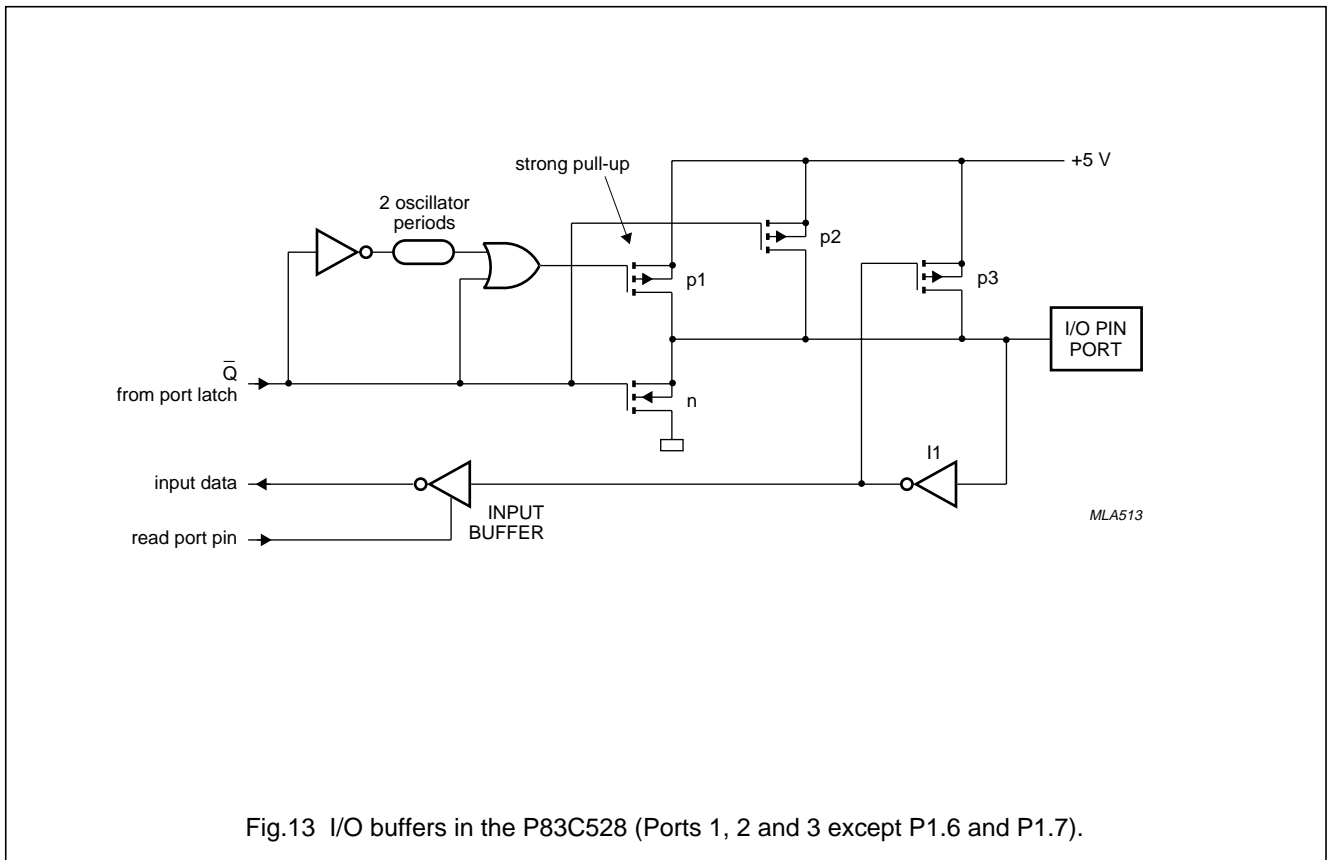 strong pull-up
+5 V
2 oscillator
periods
p2
p1
p3
I/O PIN
PORT
Q̅
from port latch
n
I1
input data
INPUT
BUFFER
MLA513
read port pin
Fig.13 I/O buffers in the P83C528 (Ports 1, 2 and 3 except P1.6 and P1.7).